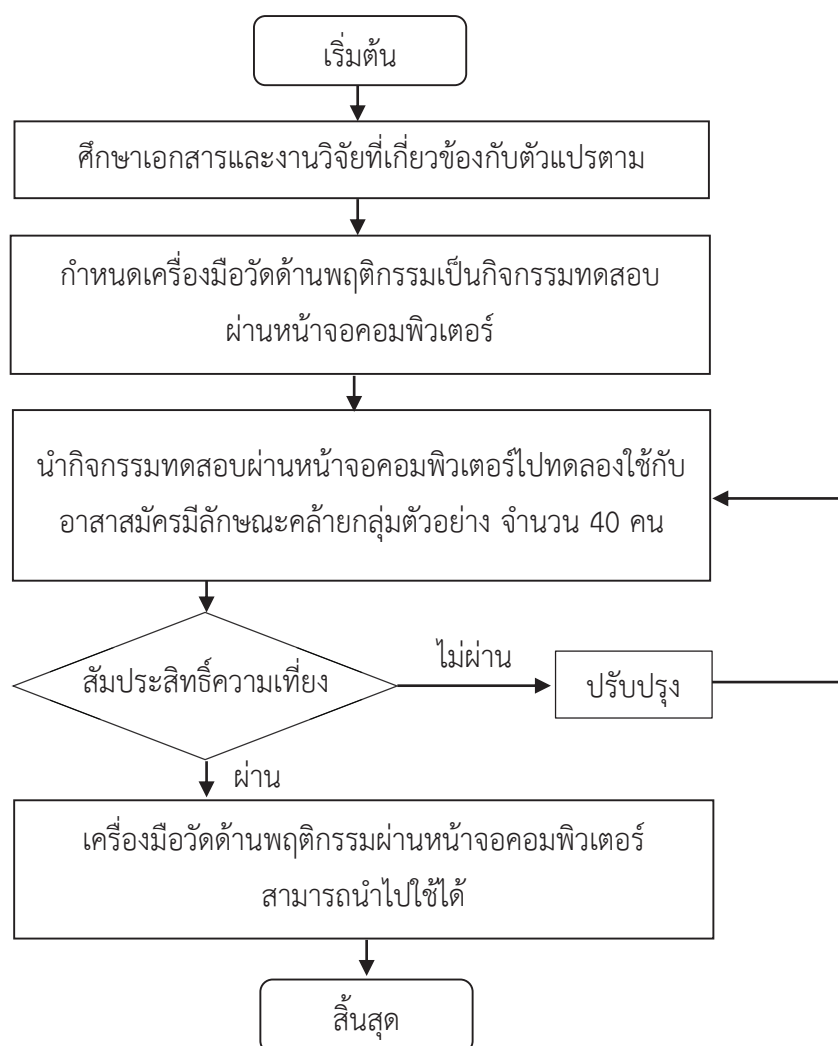 เริ่มต้น
ศึกษาเอกสารและงานวิจัยที่เกี่ยวข้องกับตัวแปรตาม
กำหนดเครื่องมือวัดด้านพฤติกรรมเป็นกิจกรรมทดสอบ
ผ่านหน้าจอคอมพิวเตอร์
นำกิจกรรมทดสอบผ่านหน้าจอคอมพิวเตอร์ไปทดลองใช้กับ
อาสาสมัครมีลักษณะคล้ายกลุ่มตัวอย่าง จำนวน 40 คน
สัมประสิทธิ์ความเที่ยง
ไม่ผ่าน
ปรับปรุง
ผ่าน
เครื่องมือวัดด้านพฤติกรรมผ่านหน้าจอคอมพิวเตอร์
สามารถนำไปใช้ได้
สิ้นสุด